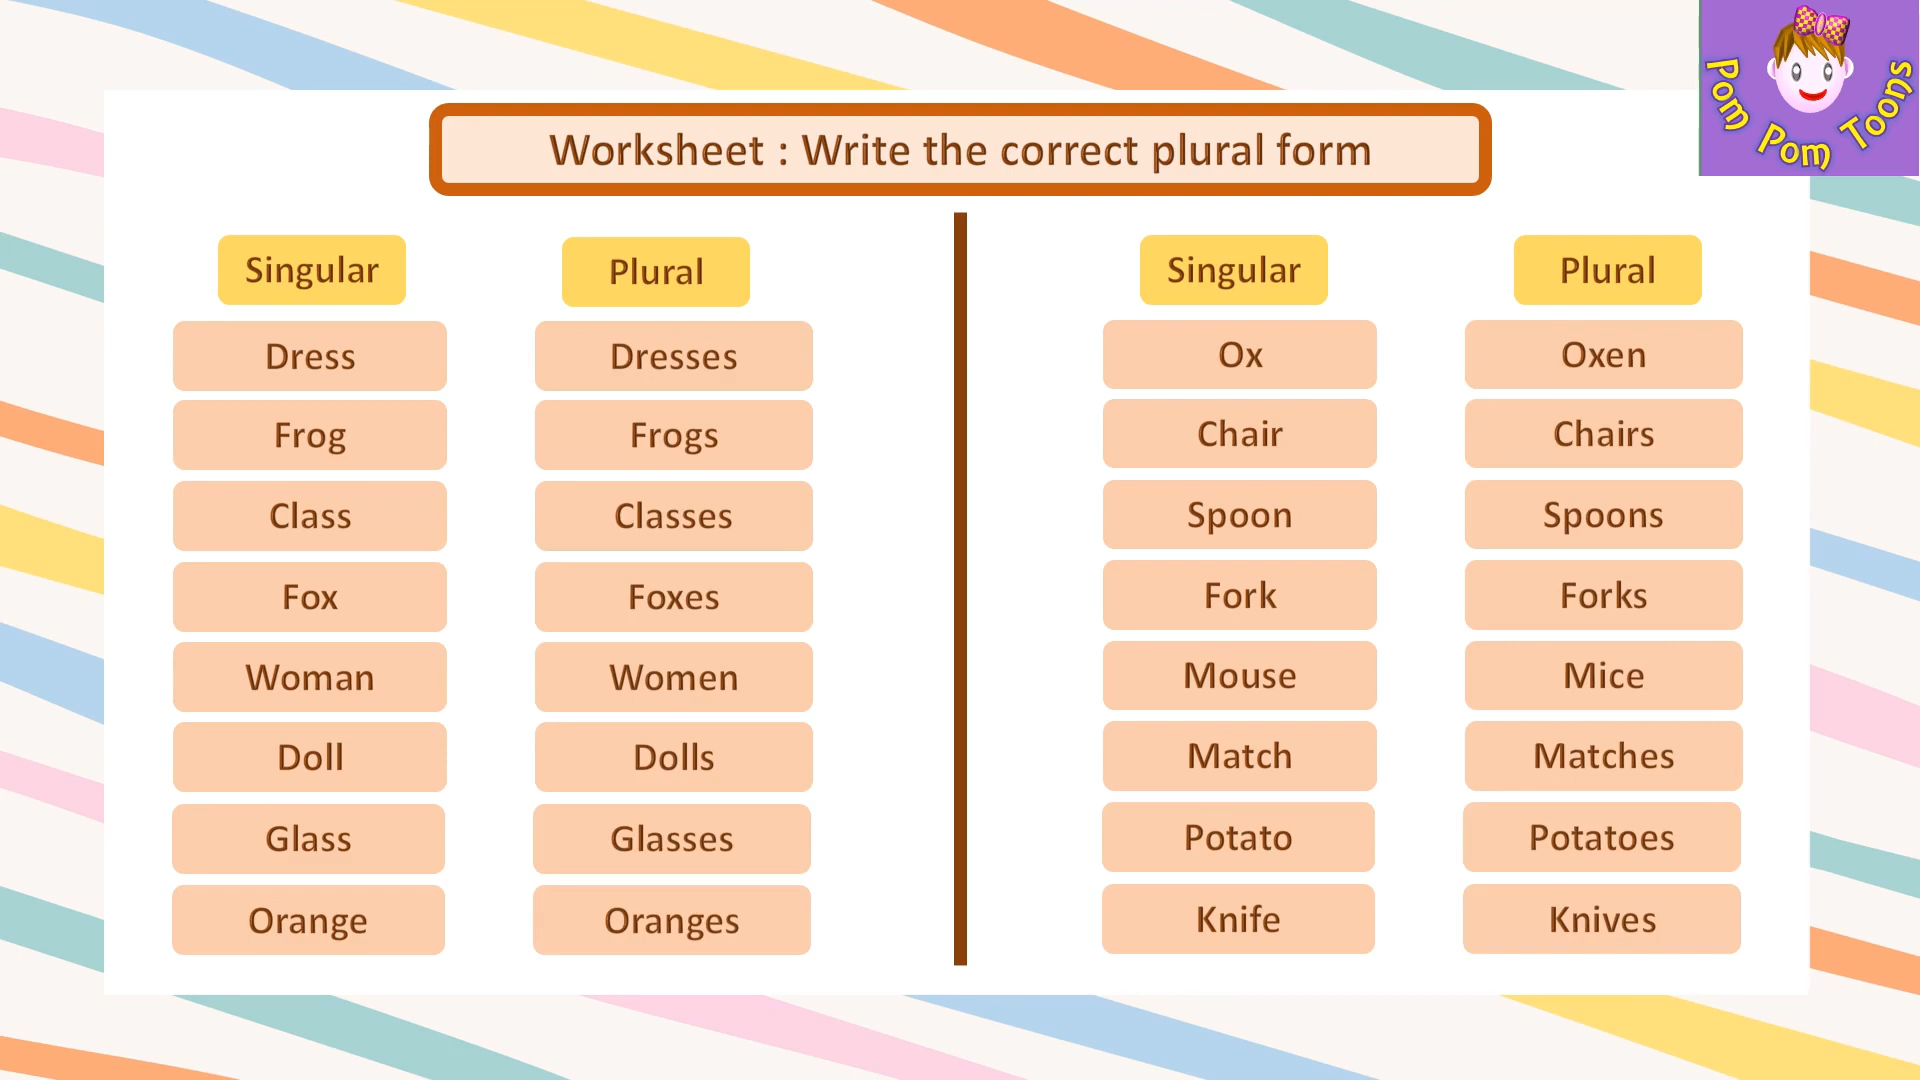 Pom Pom Toons
Worksheet : Write the correct plural form
Singular Plural
Dress Dresses
Frog Frogs
Class Classes
Fox Foxes
Woman Women
Doll Dolls
Glass Glasses
Orange Oranges
Singular Plural
Ox Oxen
Chair Chairs
Spoon Spoons
Fork Forks
Mouse Mice
Match Matches
Potato Potatoes
Knife Knives